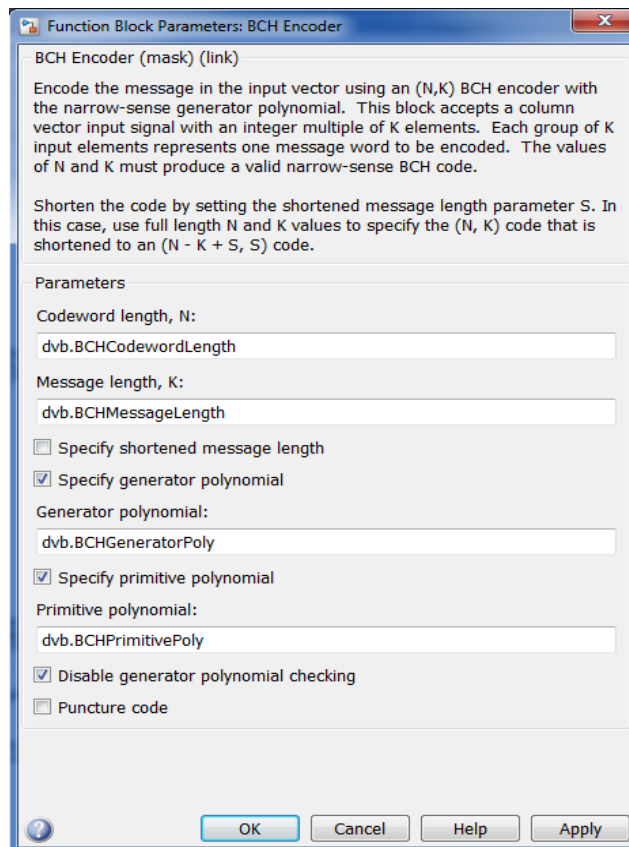 Function Block Parameters: BCH Encoder
BCH Encoder (mask) (link)
Encode the message in the input vector using an (N,K) BCH encoder with
the narrow-sense generator polynomial.  This block accepts a column
vector input signal with an integer multiple of K elements.  Each group of K
input elements represents one message word to be encoded.  The values
of N and K must produce a valid narrow-sense BCH code.
Shorten the code by setting the shortened message length parameter S. In
this case, use full length N and K values to specify the (N, K) code that is
shortened to an (N - K + S, S) code.
Parameters
Codeword length, N:
dvb.BCHCodewordLength
Message length, K:
dvb.BCHMessageLength
Specify shortened message length
Specify generator polynomial
Generator polynomial:
dvb.BCHGeneratorPoly
Specify primitive polynomial
Primitive polynomial:
dvb.BCHPrimitivePoly
Disable generator polynomial checking
Puncture code
OK Cancel Help Apply